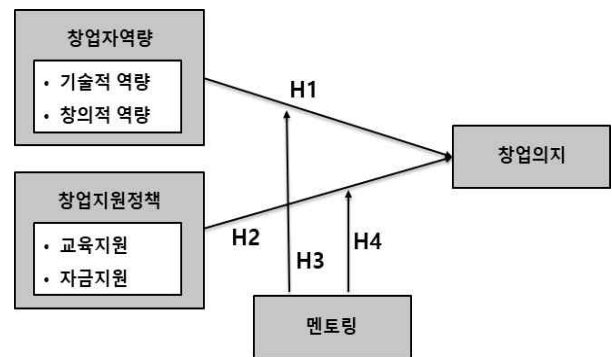 창업자역량
• 기술적 역량
• 창의적 역량
H1
창업의지
창업지원정책
• 교육지원
• 자금지원
H2
H3
H4
멘토링